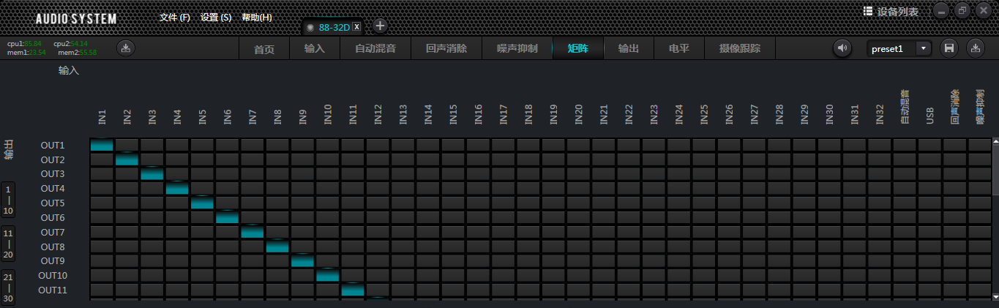 AUDIO SYSTEM
文件 (F) 设置 (S) 帮助(H)
88-32D x +
设备列表
cpu1:85.84 cpu2:54.14
mem1:23.54 mem2:55.58
首页 输入 自动混音 回声消除 噪声抑制 矩阵 输出 电平 摄像跟踪
preset1
输入
IN1 IN2 IN3 IN4 IN5 IN6 IN7 IN8 IN9 IN10 IN11 IN12 IN13 IN14 IN15 IN16 IN17 IN18 IN19 IN20 IN21 IN22 IN23 IN24 IN25 IN26 IN27 IN28 IN29 IN30 IN31 IN32 自动混音 USB 回声消除 噪声抑制
输出
OUT1
OUT2
OUT3
OUT4
OUT5
OUT6
OUT7
OUT8
OUT9
OUT10
OUT11
1
|
10
11
|
20
21
|
30